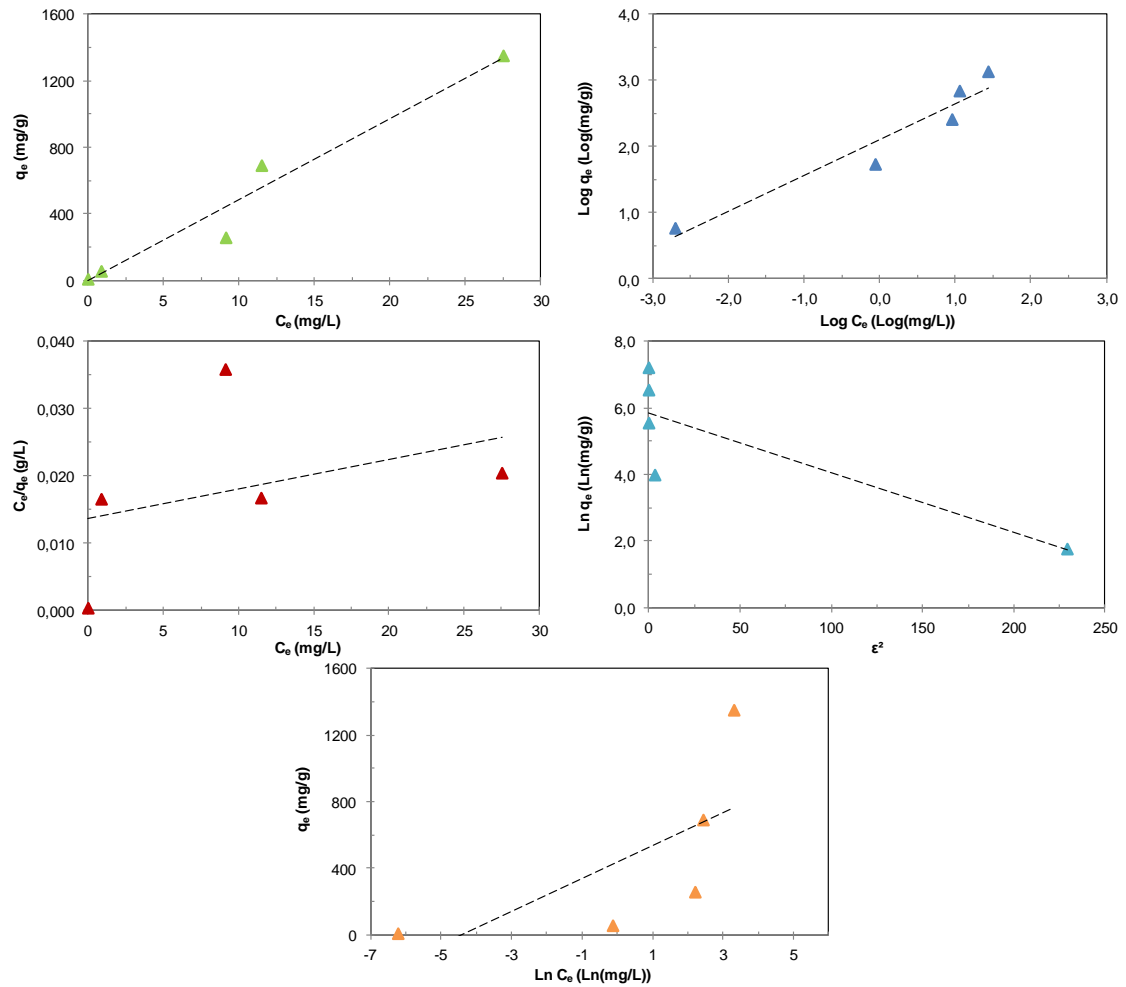 1600
1200
800
400
0
qₑ (mg/g)
0 5 10 15 20 25 30
Cₑ (mg/L)
4,0
3,0
2,0
1,0
0,0
Log qₑ (Log(mg/g))
-3,0 -2,0 -1,0 0,0 1,0 2,0 3,0
Log Cₑ (Log(mg/L))
0,040
0,030
0,020
0,010
0,000
Cₑ/qₑ (g/L)
0 5 10 15 20 25 30
Cₑ (mg/L)
8,0
6,0
4,0
2,0
0,0
Ln qₑ (Ln(mg/g))
0 50 100 150 200 250
ε²
1600
1200
800
400
0
qₑ (mg/g)
-7 -5 -3 -1 1 3 5
Ln Cₑ (Ln(mg/L))